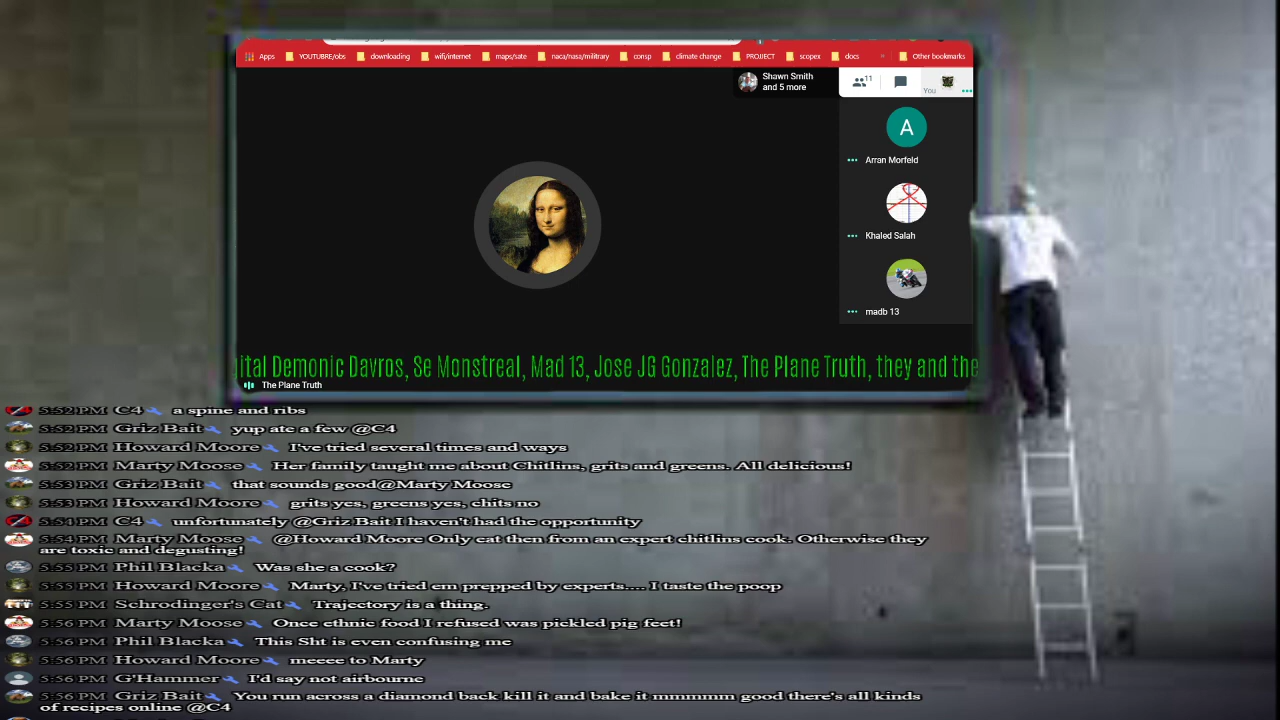 Apps YOUTUBRE/obs downloading wifi/internet maps/sate naca/nasa/militrary consp climate change PROJJECT scopex docs Other bookmarks
Shawn Smith
and 5 more
11
You
A
Arran Morfeld
Khaled Salah
madb 13
ital Demonic Davros, Se Monstreal, Mad 13, Jose JG Gonzalez, The Plane Truth, they and the
The Plane Truth
5:52 PM C4 a spine and ribs
5:52 PM Griz Bait yup ate a few @C4
5:52 PM Howard Moore I've tried several times and ways
5:52 PM Marty Moose Her family taught me about Chitlins, grits and greens. All delicious!
5:53 PM Griz Bait that sounds good@Marty Moose
5:53 PM Howard Moore grits yes, greens yes, chits no
5:54 PM C4 unfortunately @Griz Bait I haven't had the opportunity
5:54 PM Marty Moose @Howard Moore Only eat then from an expert chitlins cook. Otherwise they
are toxic and degusting!
5:55 PM Phil Blacka Was she a cook?
5:55 PM Howard Moore Marty, I've tried em prepped by experts.... I taste the poop
5:55 PM Schrodinger's Cat Trajectory is a thing.
5:56 PM Marty Moose Once ethnic food I refused was pickled pig feet!
5:56 PM Phil Blacka This Sht is even confusing me
5:56 PM Howard Moore meeee to Marty
5:56 PM G'Hammer I'd say not airbourne
5:56 PM Griz Bait You run across a diamond back kill it and bake it mmmmm good there's all kinds
of recipes online @C4